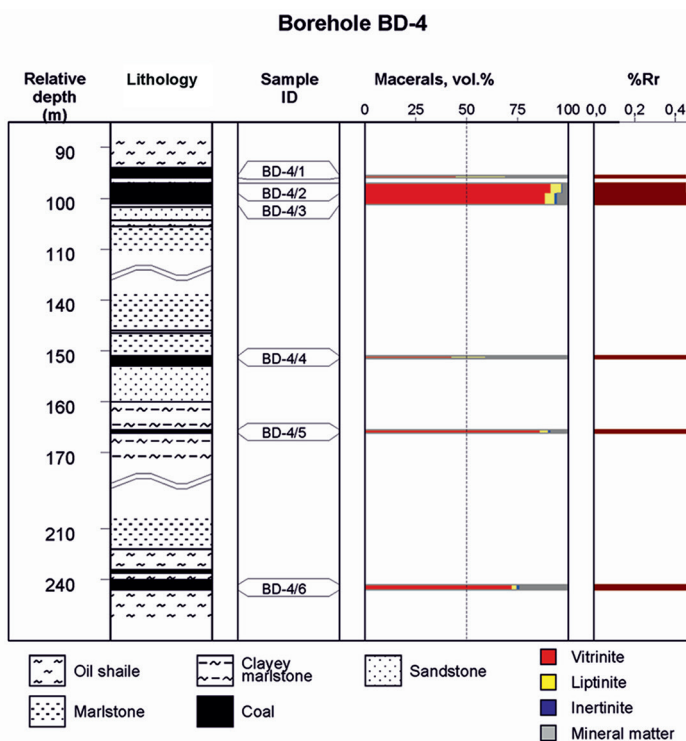 Borehole BD-4
Relative
depth
(m)
Lithology
Sample
ID
Macerals, vol.%
%Rr
0 25 50 75 100
0,0 0,2 0,4
90
100
110
140
150
160
170
210
240
BD-4/1
BD-4/2
BD-4/3
BD-4/4
BD-4/5
BD-4/6
Oil shaile
Clayey
marlstone
Sandstone
Marlstone
Coal
Vitrinite
Liptinite
Inertinite
Mineral matter